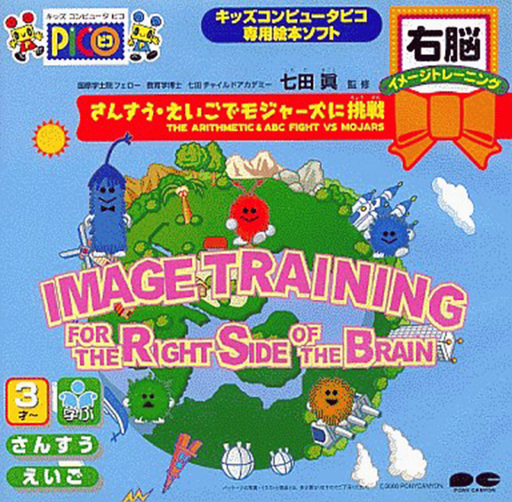 キッズ コンピュータ ピコ
PiCO
キッズコンピュータピコ
専用絵本ソフト
右脳
イメージトレーニング
国際学士院フェロー 教育学博士 七田チャイルドアカデミー 七田 眞 監修
さんすう・えいごでモジャーズに挑戦
THE ARITHMETIC & ABC FIGHT VS MOJARS
IMAGE TRAINING
FOR THE RIGHT SIDE OF THE BRAIN
3
才~
学ぶ
さんすう
えいご
PONY CANYON